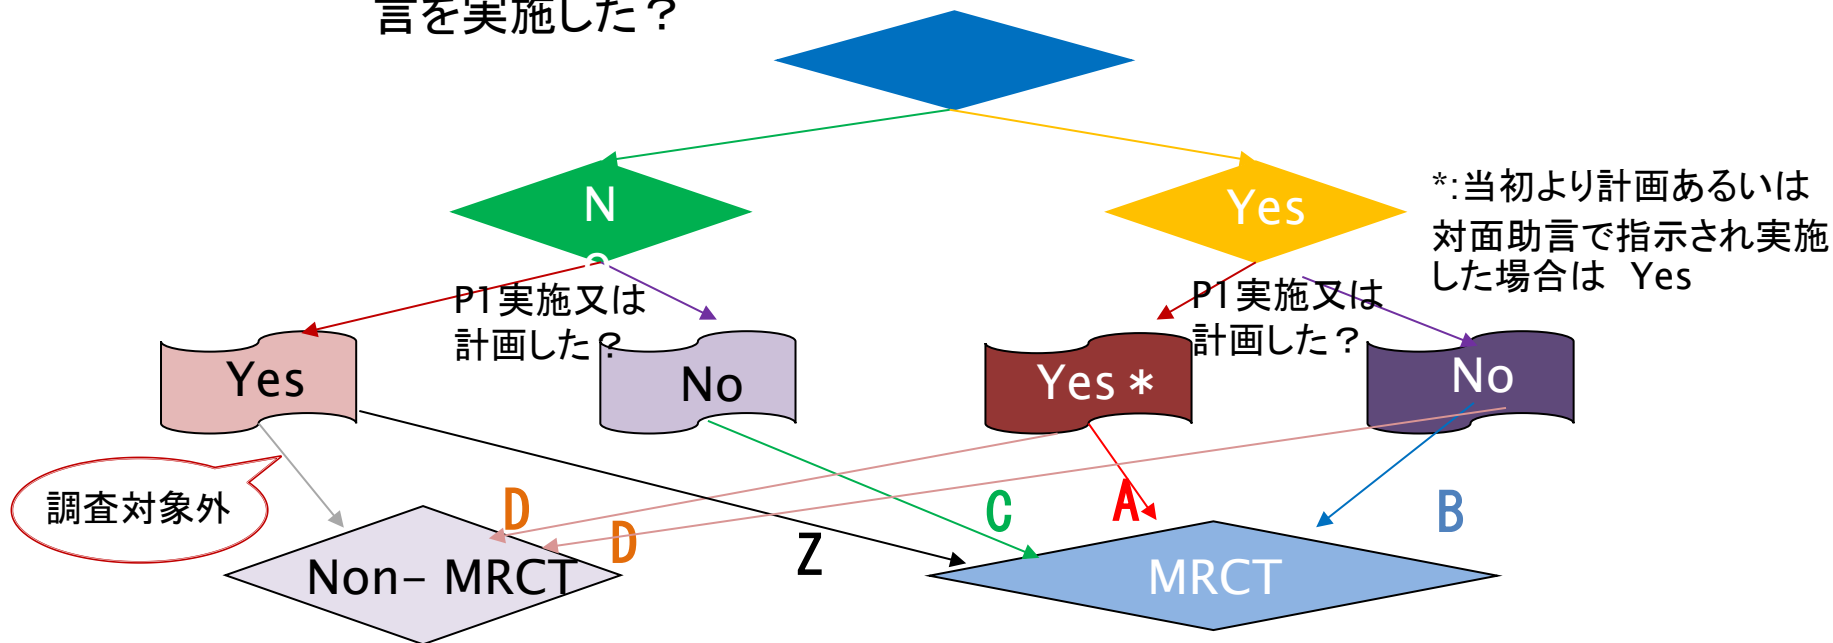 言を実施した？
N
Yes
*:当初より計画あるいは
対面助言で指示され実施
した場合は Yes
P1実施又は
計画した？
P1実施又は
計画した？
Yes
No
Yes＊
No
調査対象外
D
D
Z
C
A
B
Non- MRCT
MRCT